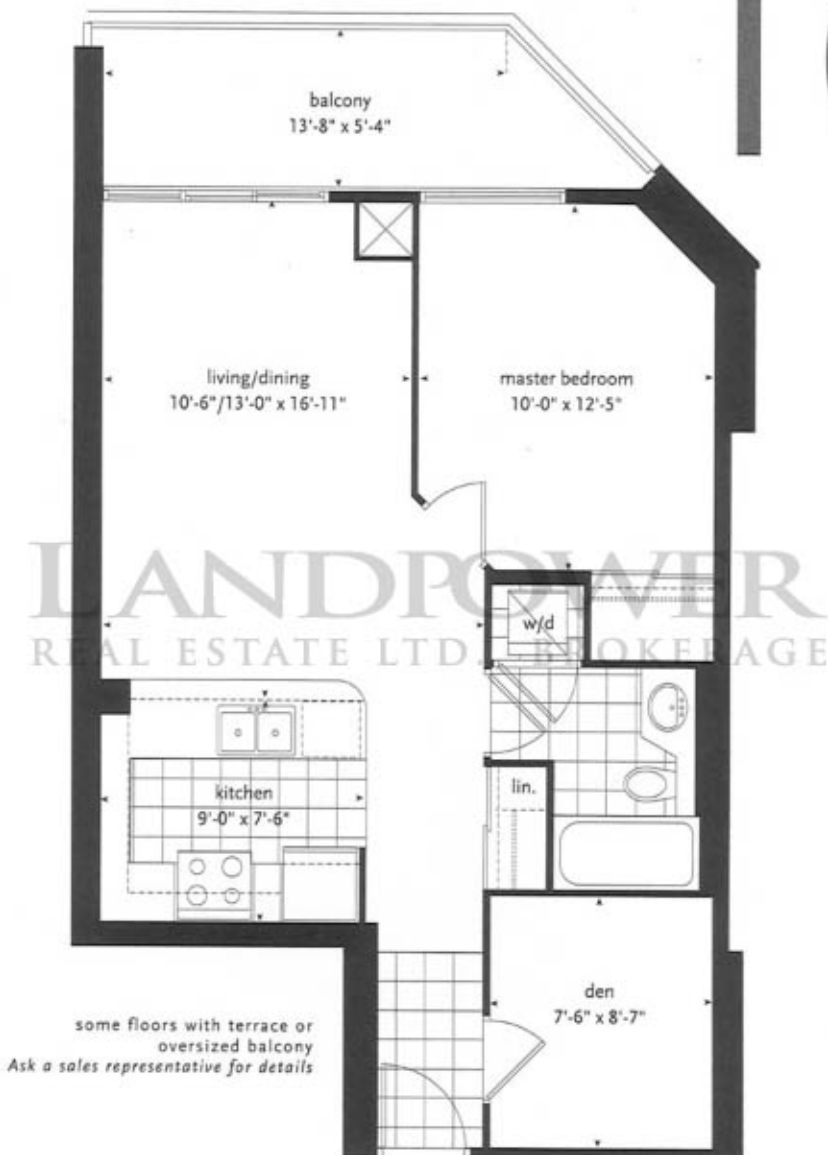 balcony
13'-8" x 5'-4"
living/dining
10'-6"/13'-0" x 16'-11"
master bedroom
10'-0" x 12'-5"
LANDPOWER
REAL ESTATE LTD. BROKERAGE
w/d
kitchen
9'-0" x 7'-6"
lin.
den
7'-6" x 8'-7"
some floors with terrace or
oversized balcony
Ask a sales representative for details